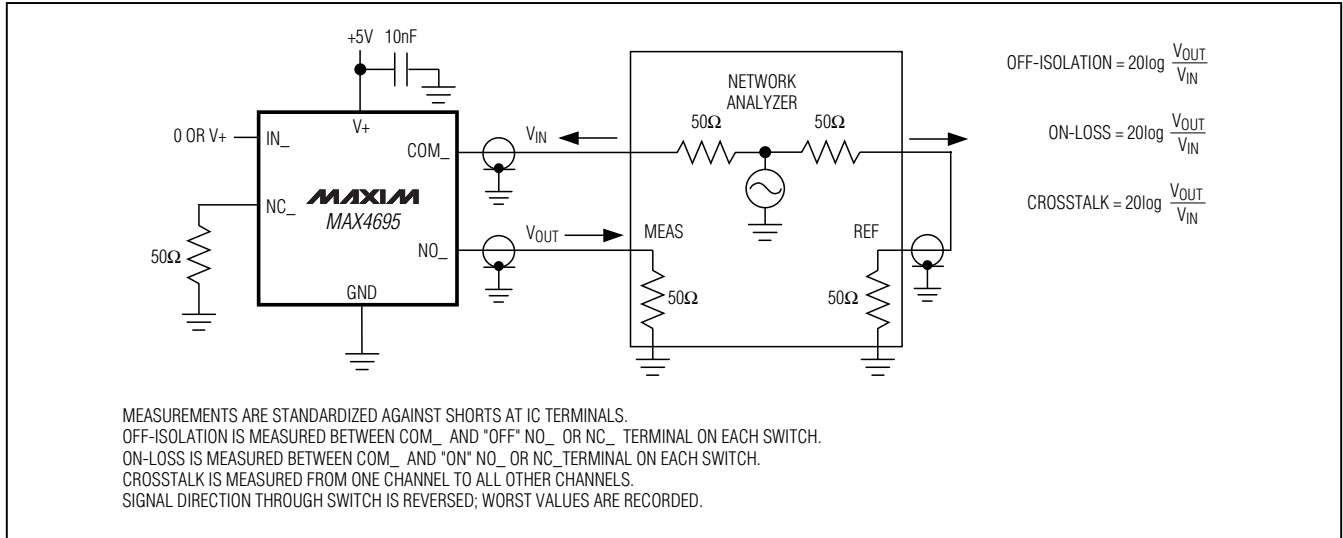 +5V 10nF
V+
0 OR V+
IN_
COM_
NC_
MAXIM
MAX4695
NO_
50Ω
GND
V_IN
V_OUT
NETWORK
ANALYZER
50Ω
50Ω
MEAS
REF
50Ω
50Ω
OFF-ISOLATION = 20log V_OUT / V_IN
ON-LOSS = 20log V_OUT / V_IN
CROSSTALK = 20log V_OUT / V_IN
MEASUREMENTS ARE STANDARDIZED AGAINST SHORTS AT IC TERMINALS.
OFF-ISOLATION IS MEASURED BETWEEN COM_ AND "OFF" NO_ OR NC_ TERMINAL ON EACH SWITCH.
ON-LOSS IS MEASURED BETWEEN COM_ AND "ON" NO_ OR NC_TERMINAL ON EACH SWITCH.
CROSSTALK IS MEASURED FROM ONE CHANNEL TO ALL OTHER CHANNELS.
SIGNAL DIRECTION THROUGH SWITCH IS REVERSED; WORST VALUES ARE RECORDED.